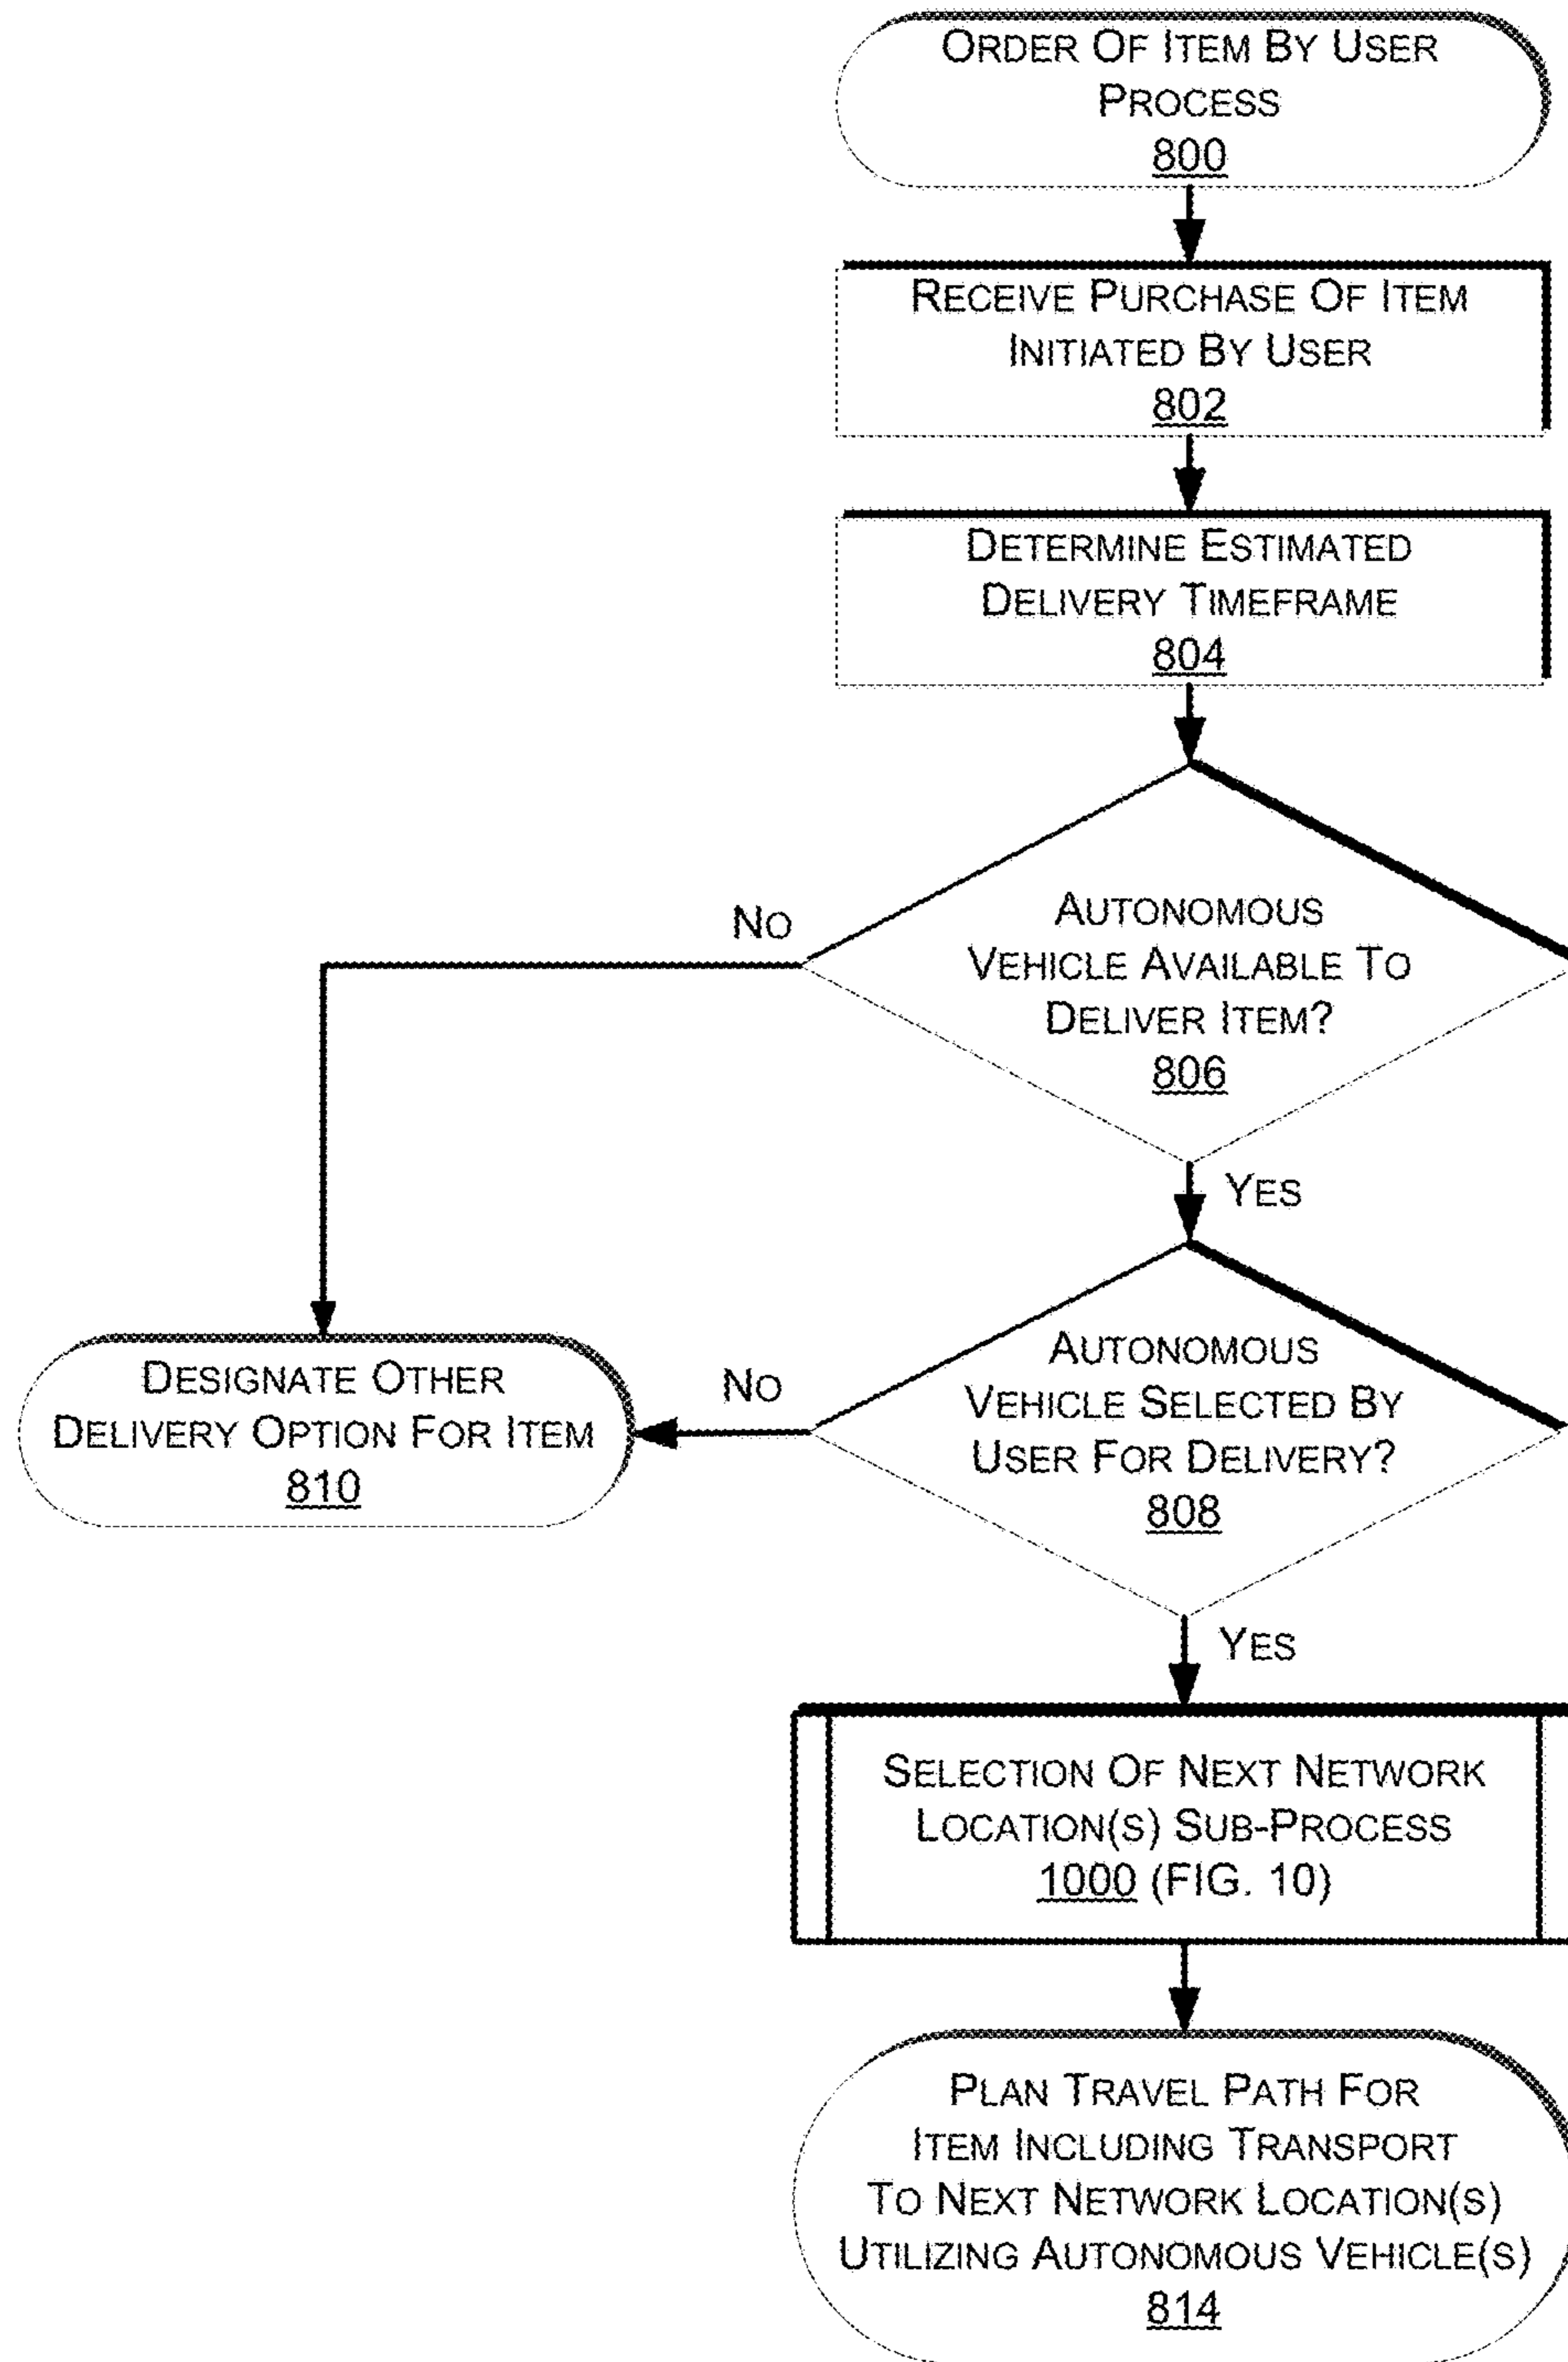 ORDER OF ITEM BY USER
PROCESS
800
RECEIVE PURCHASE OF ITEM
INITIATED BY USER
802
DETERMINE ESTIMATED
DELIVERY TIMEFRAME
804
AUTONOMOUS
VEHICLE AVAILABLE TO
DELIVER ITEM?
806
NO
YES
AUTONOMOUS
VEHICLE SELECTED BY
USER FOR DELIVERY?
808
NO
DESIGNATE OTHER
DELIVERY OPTION FOR ITEM
810
YES
SELECTION OF NEXT NETWORK
LOCATION(S) SUB-PROCESS
1000 (FIG. 10)
PLAN TRAVEL PATH FOR
ITEM INCLUDING TRANSPORT
TO NEXT NETWORK LOCATION(S)
UTILIZING AUTONOMOUS VEHICLE(S)
814